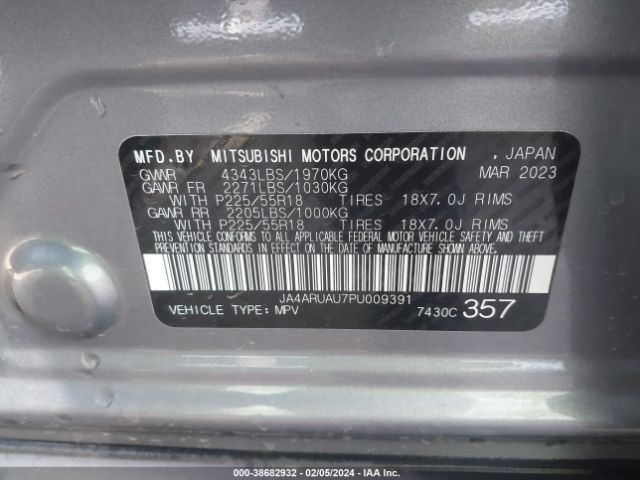 MFD.BY MITSUBISHI MOTORS CORPORATION , JAPAN
GVWR 4343LBS/1970KG MAR 2023
GAWR FR 2271LBS/1030KG
WITH P225/55R18 TIRES 18X7.0J RIMS
GAWR RR 2205LBS/1000KG
WITH P225/55R18 TIRES 18X7.0J RIMS
THIS VEHICLE CONFORMS TO ALL APPLICABLE FEDERAL MOTOR VEHICLE SAFETY AND THEFT
PREVENTION STANDARDS IN EFFECT ON THE DATE OF MANUFACTURE SHOWN ABOVE.
JA4ARUAU7PU009391
VEHICLE TYPE: MPV 7430C 357
000-38682932 - 02/05/2024 - IAA Inc.